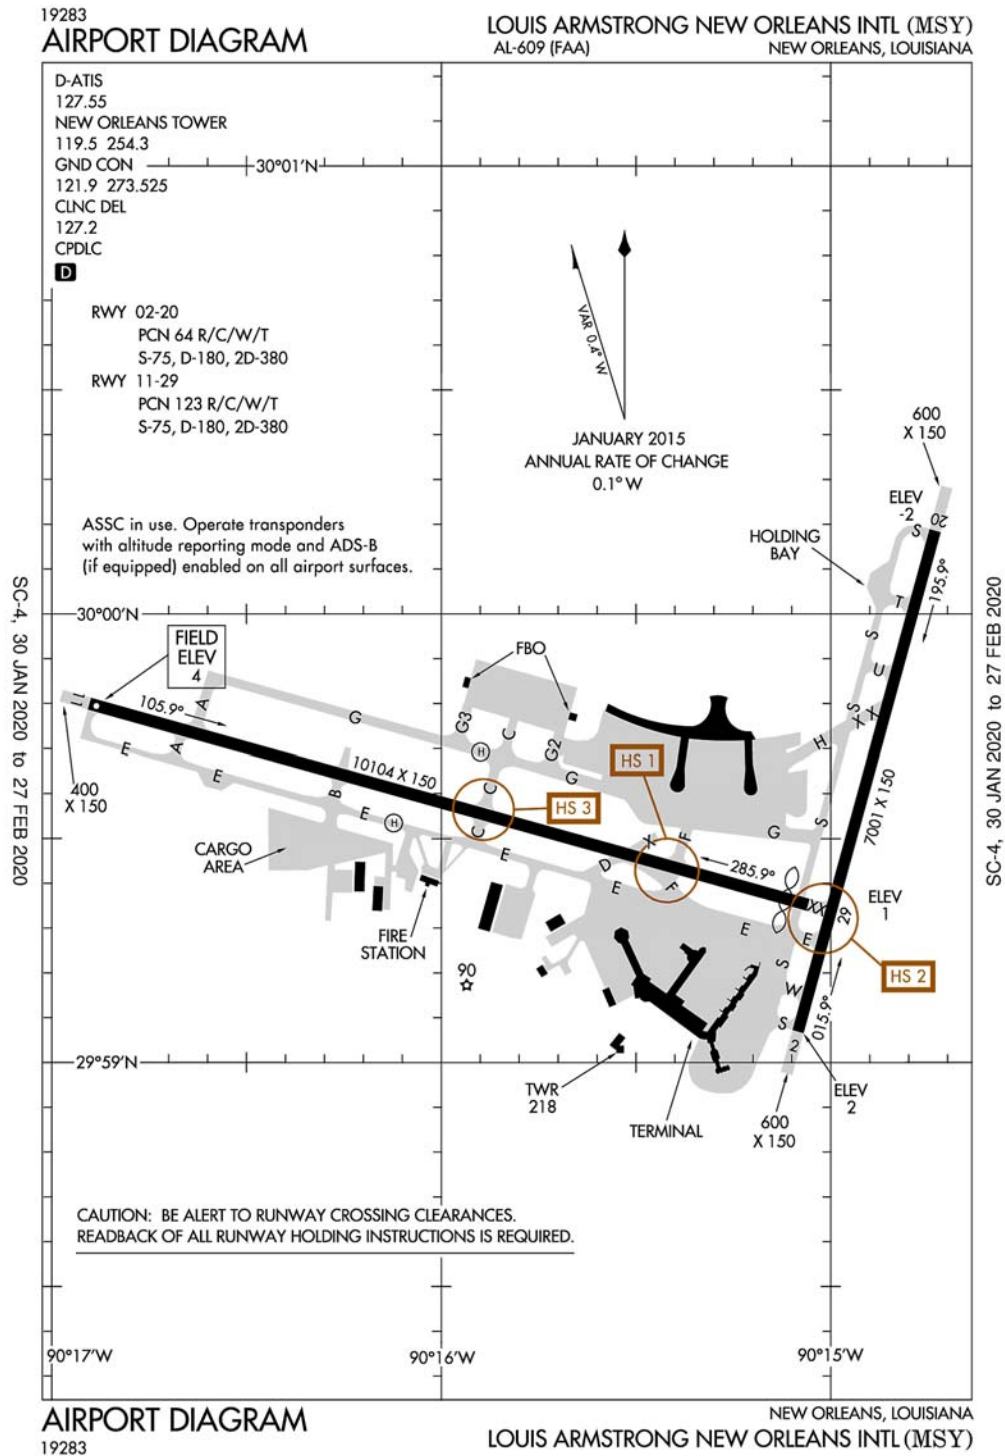 19283
AIRPORT DIAGRAM
LOUIS ARMSTRONG NEW ORLEANS INTL (MSY)
AL-609 (FAA)
NEW ORLEANS, LOUISIANA
D-ATIS
127.55
NEW ORLEANS TOWER
119.5 254.3
GND CON
121.9 273.525
CLNC DEL
127.2
CPDLC
D
30°01'N
RWY 02-20
PCN 64 R/C/W/T
S-75, D-180, 2D-380
RWY 11-29
PCN 123 R/C/W/T
S-75, D-180, 2D-380
VAR 0.4° W
JANUARY 2015
ANNUAL RATE OF CHANGE
0.1° W
ASSC in use. Operate transponders
with altitude reporting mode and ADS-B
(if equipped) enabled on all airport surfaces.
600
X 150
ELEV
-2
20
S
HOLDING
BAY
195.9°
T
30°00'N
S
U
S
X
X
H
S
7001 X 150
FIELD
ELEV
4
11
105.9°
A
A
G
E
E
400
X 150
FBO
G3
C
G2
H
G
C
10104 X 150
B
E
H
C
HS 3
HS 1
E
D
X
F
F
E
G
285.9°
CARGO
AREA
FIRE
STATION
90
E
XX
29
E
ELEV
1
HS 2
S
W
S
2
015.9°
29°59'N
TWR
218
TERMINAL
600
X 150
ELEV
2
CAUTION: BE ALERT TO RUNWAY CROSSING CLEARANCES.
READBACK OF ALL RUNWAY HOLDING INSTRUCTIONS IS REQUIRED.
90°17'W
90°16'W
90°15'W
SC-4, 30 JAN 2020 to 27 FEB 2020
SC-4, 30 JAN 2020 to 27 FEB 2020
AIRPORT DIAGRAM
19283
NEW ORLEANS, LOUISIANA
LOUIS ARMSTRONG NEW ORLEANS INTL (MSY)